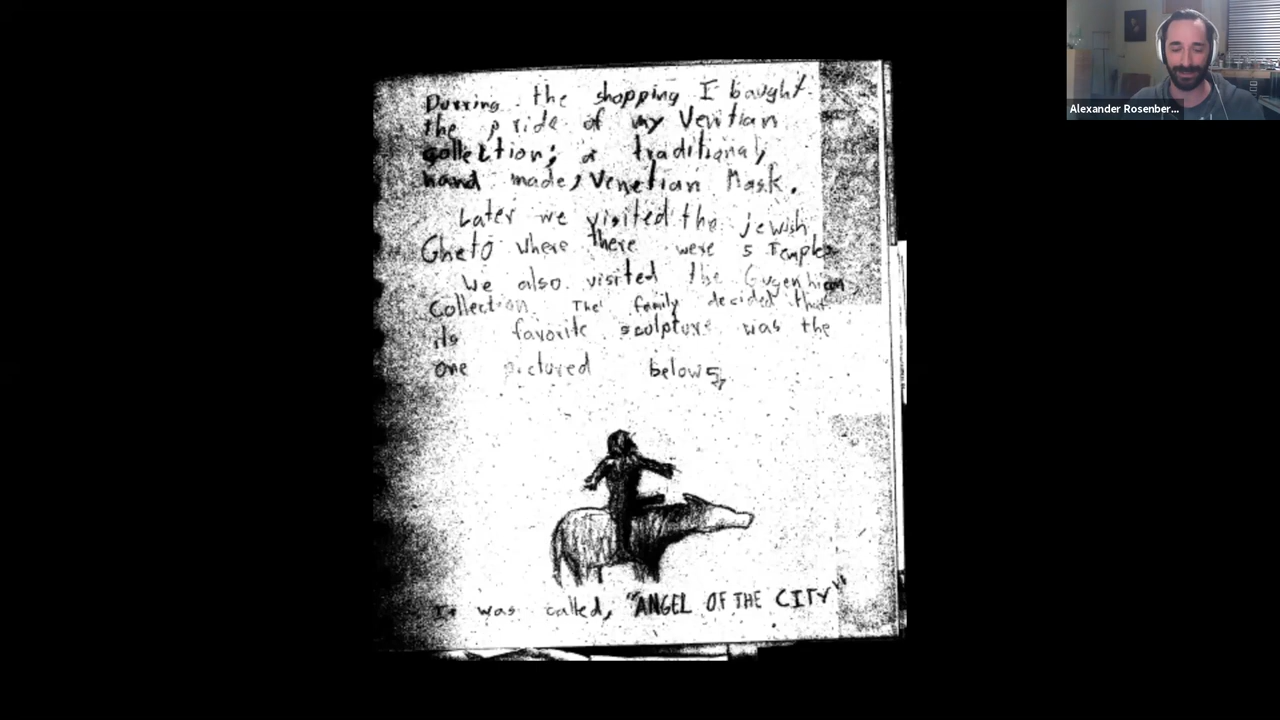 Durring the shopping I baught
the pride of my Venitian
collection; a traditional,
hand made, Venetian Mask.
Later we visited the jewish
Gheto where there were 5 Temples
We also visited the Gugenhiam,
Collection. The family decided that
its favorite sculpture was the
one pictured below
It was called, "ANGEL OF THE CITY"
Alexander Rosenber...